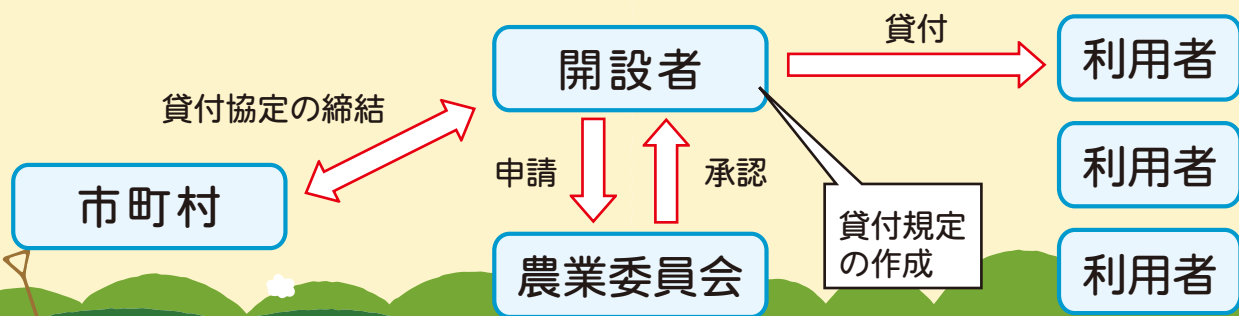 貸付
開設者
利用者
貸付協定の締結
申請
承認
利用者
市町村
貸付規定
の作成
農業委員会
利用者